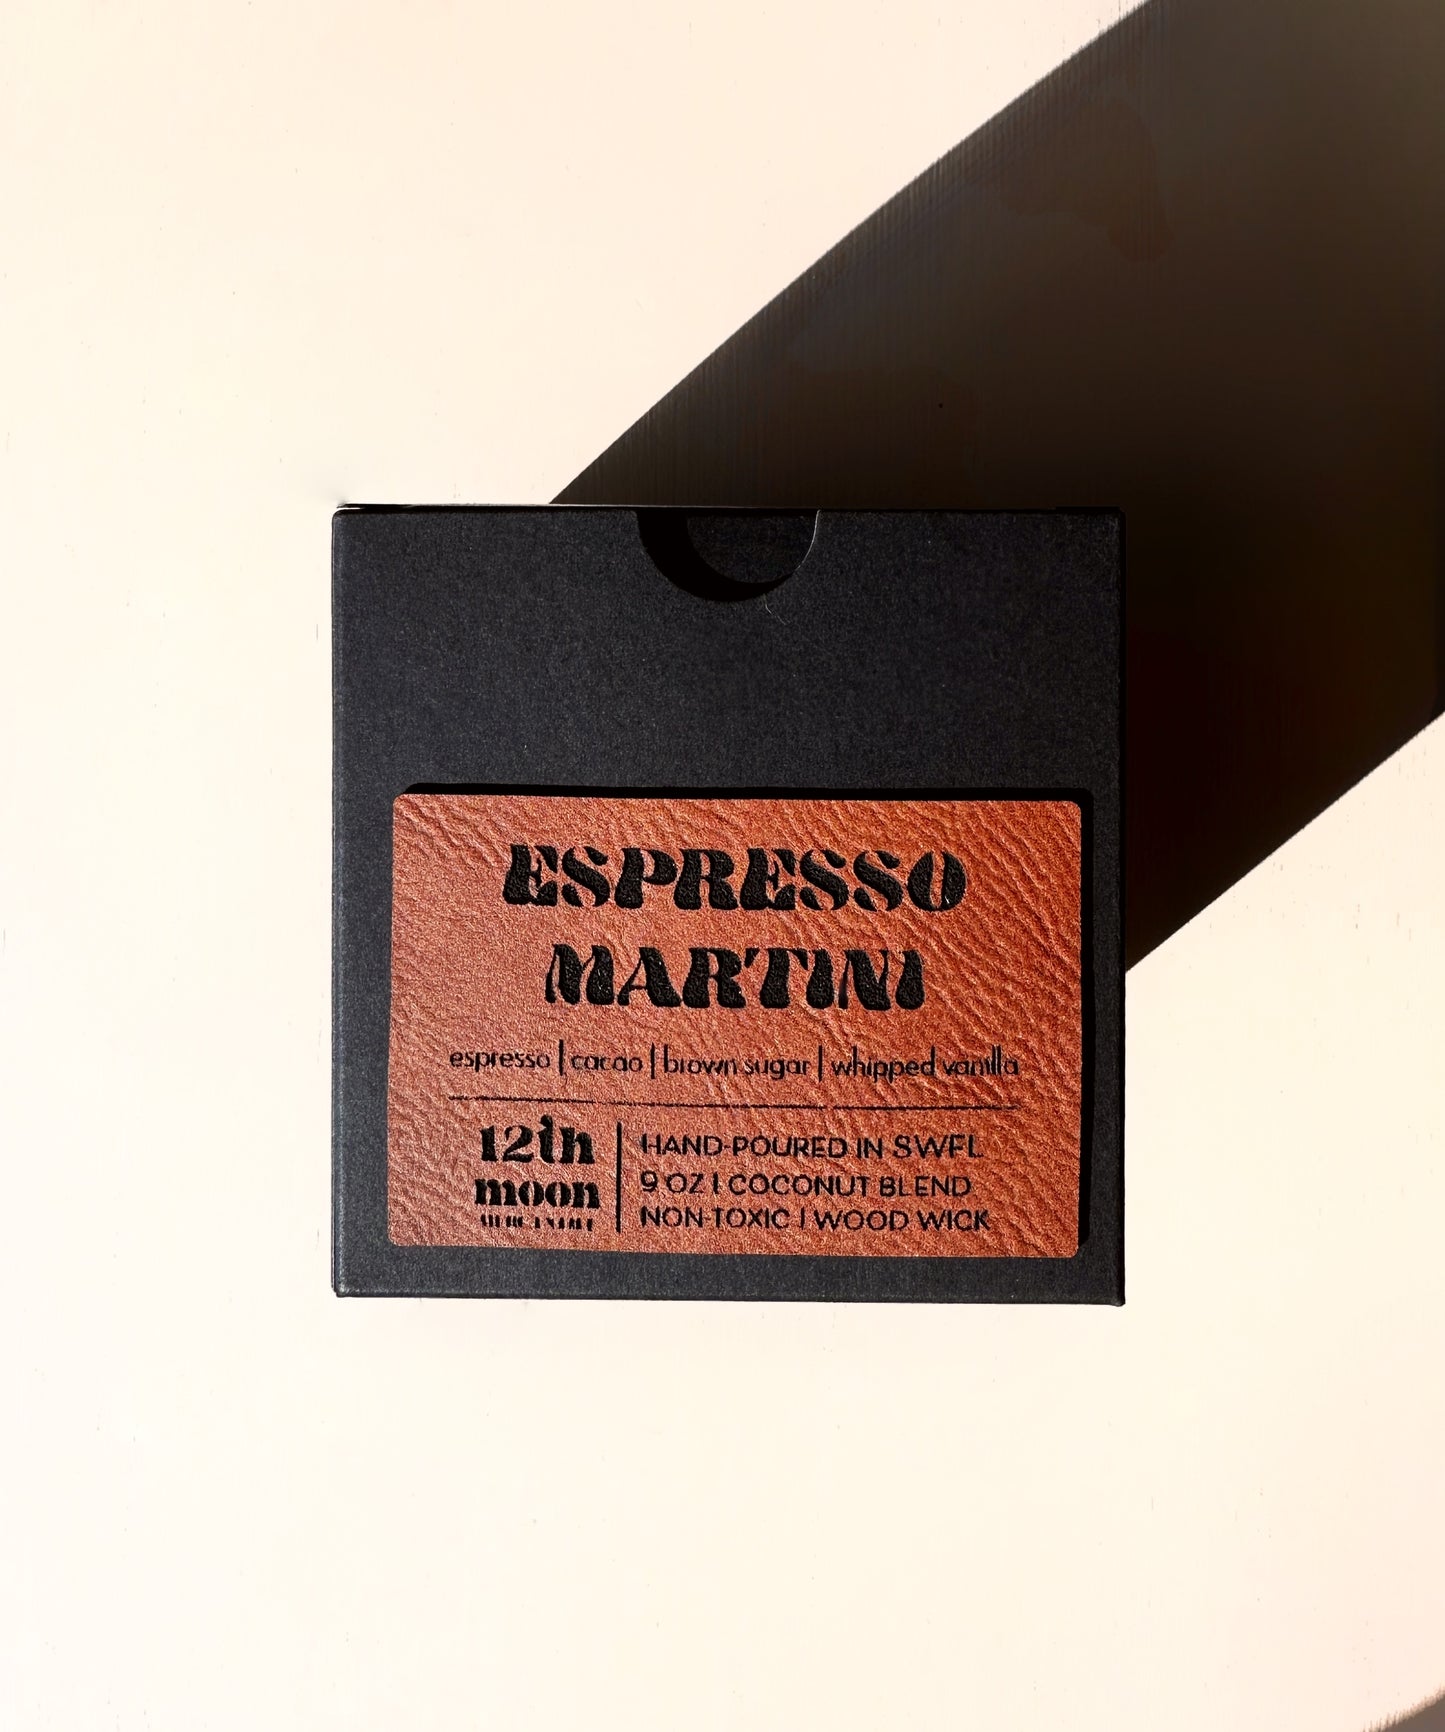 ESPRESSO
MARTINI
espresso | cacao | brown sugar | whipped vanilla
12th
moon
HAND-POURED IN SWFL
9 OZ | COCONUT BLEND
NON-TOXIC | WOOD WICK